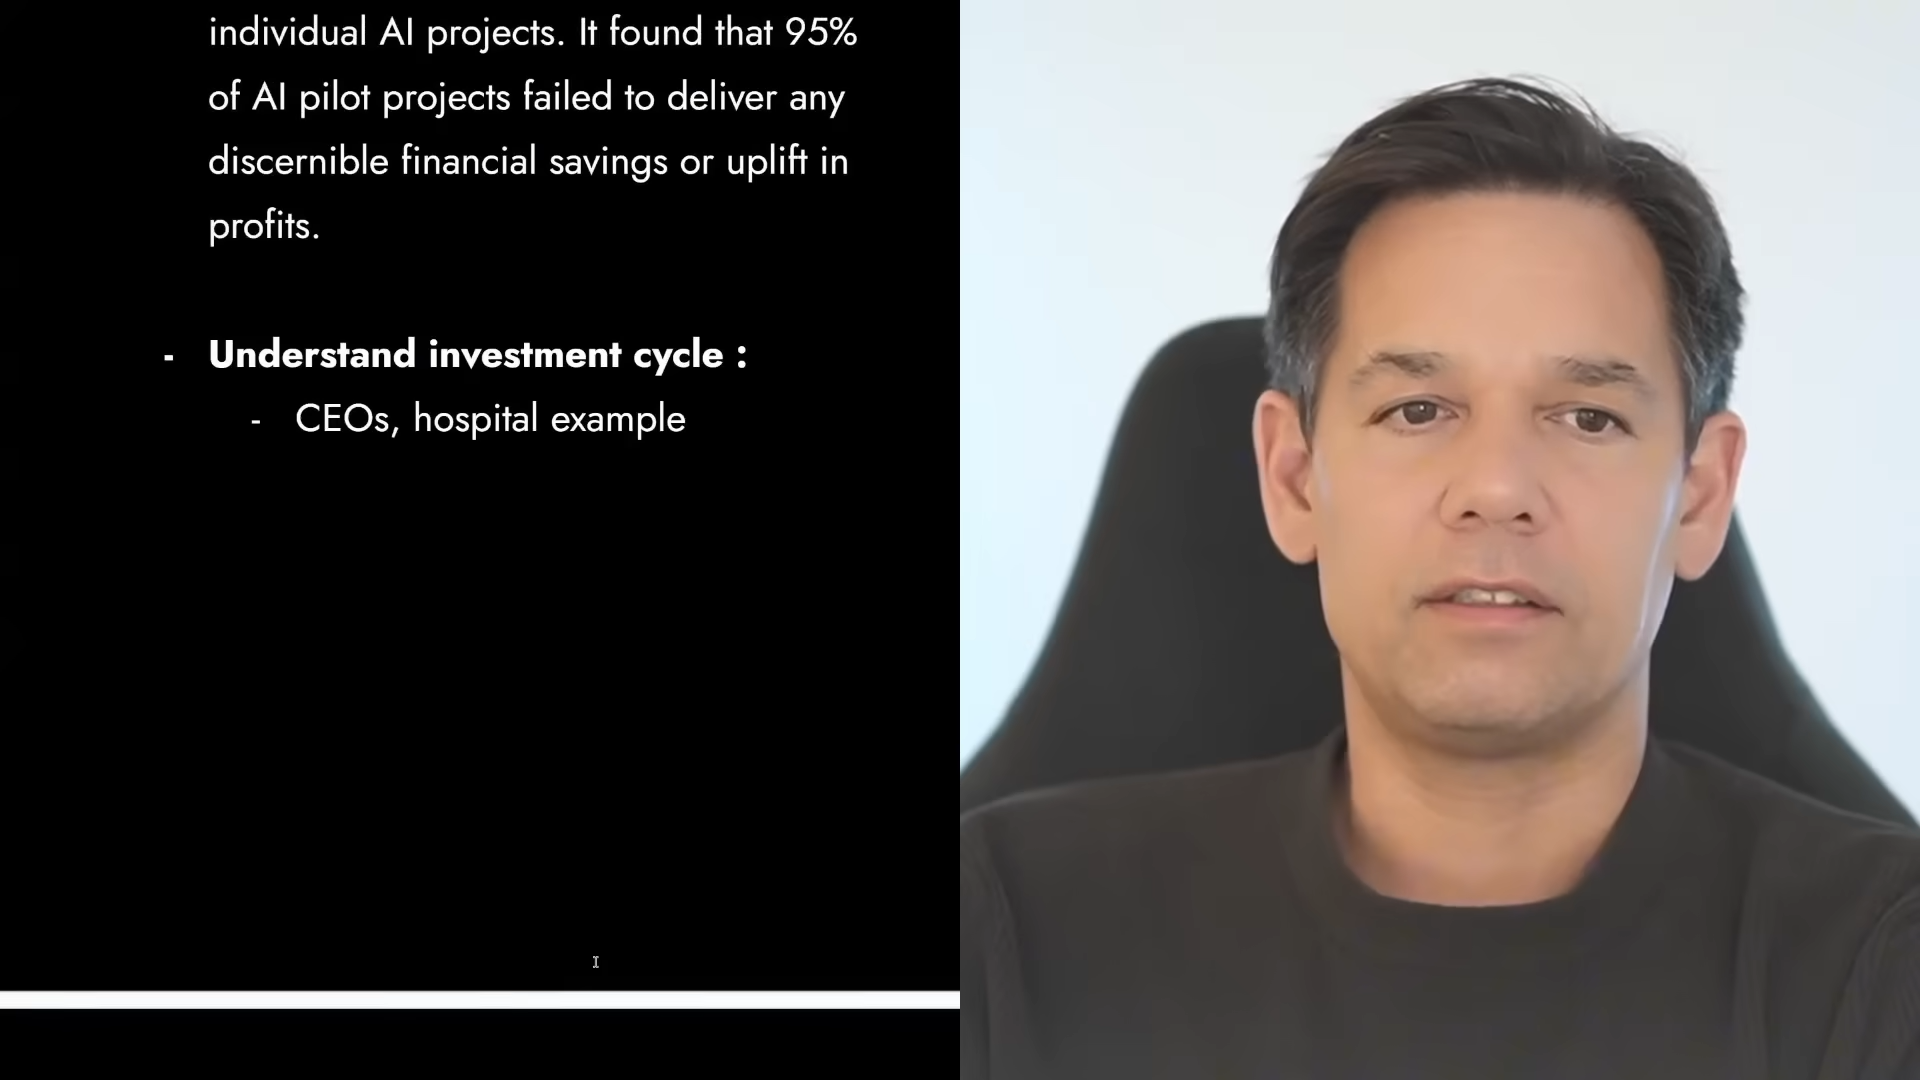 individual AI projects. It found that 95%
of AI pilot projects failed to deliver any
discernible financial savings or uplift in
profits.
- Understand investment cycle :
- CEOs, hospital example